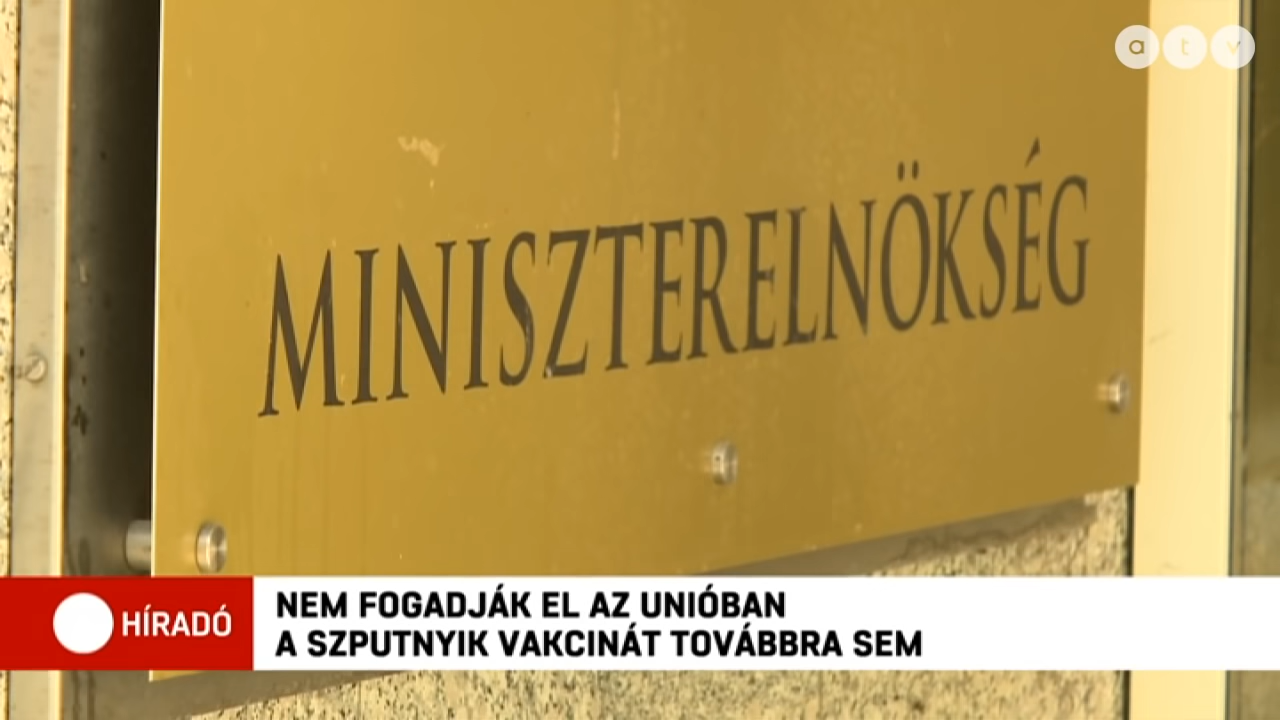 atv
MINISZTERELNÖKSÉG
HÍRADÓ
NEM FOGADJÁK EL AZ UNIÓBAN
A SZPUTNYIK VAKCINÁT TOVÁBBRA SEM